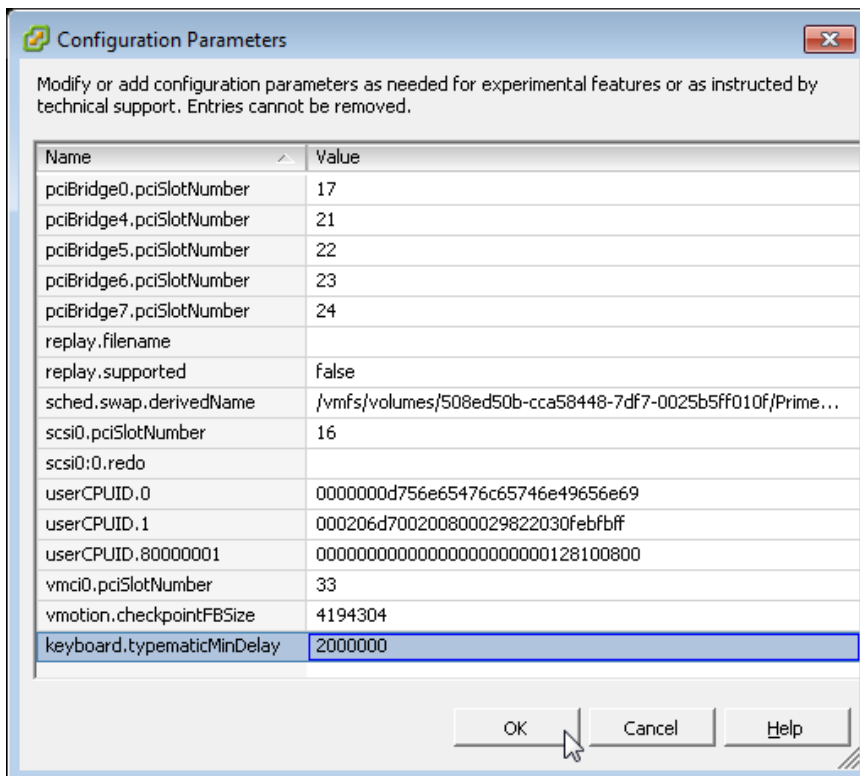 Configuration Parameters
Modify or add configuration parameters as needed for experimental features or as instructed by
technical support. Entries cannot be removed.
Name Value
pciBridge0.pciSlotNumber 17
pciBridge4.pciSlotNumber 21
pciBridge5.pciSlotNumber 22
pciBridge6.pciSlotNumber 23
pciBridge7.pciSlotNumber 24
replay.filename
replay.supported false
sched.swap.derivedName /vmfs/volumes/508ed50b-cca58448-7df7-0025b5ff010f/Prime...
scsi0.pciSlotNumber 16
scsi0:0.redo
userCPUID.0 0000000d756e65476c65746e49656e69
userCPUID.1 000206d700200800029822030febfbff
userCPUID.80000001 00000000000000000000000128100800
vmci0.pciSlotNumber 33
vmotion.checkpointFBSize 4194304
keyboard.typematicMinDelay 2000000
OK Cancel Help